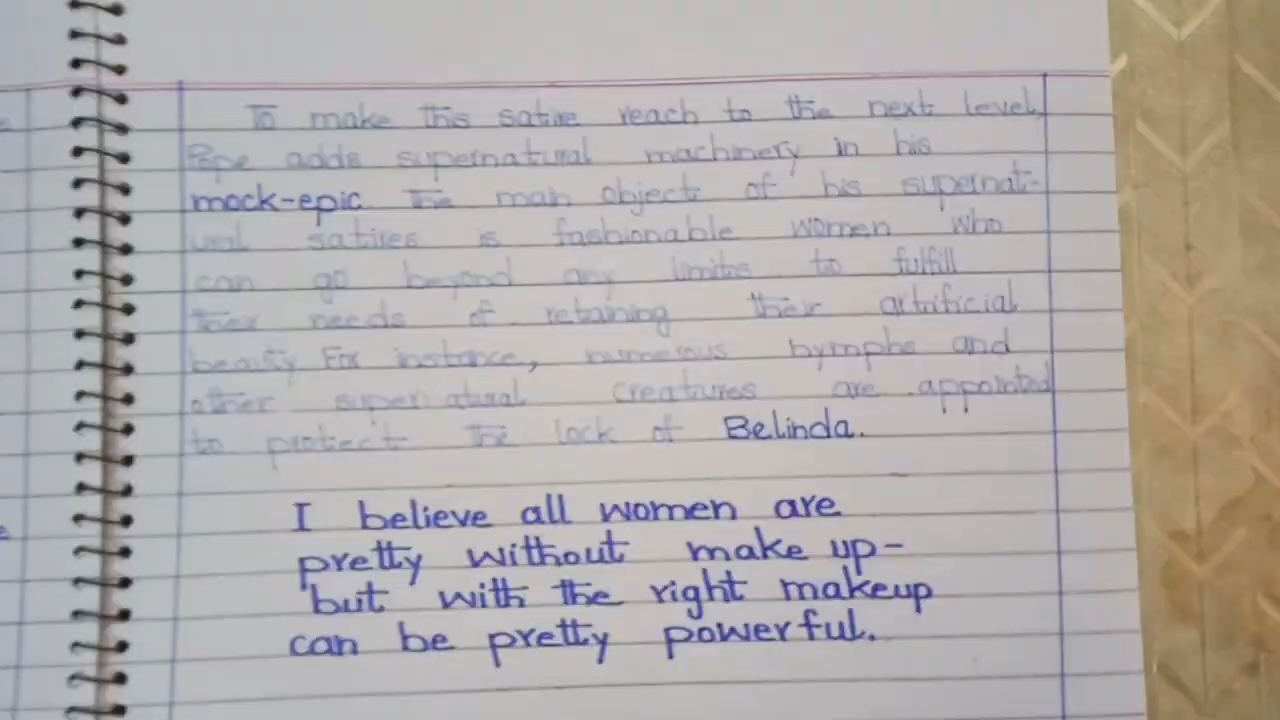 To make this satire reach to the next level,
Pope adds supernatural machinery in his
mock-epic. The main object of his supernat-
ural satires is fashionable women who
can go beyond any limits to fulfill
their needs of retaining their artificial
beauty. For instance, numerous nymphs and
other supernatural creatures are appointed
to protect the lock of Belinda.
I believe all women are
pretty without make up-
but with the right makeup
can be pretty powerful.